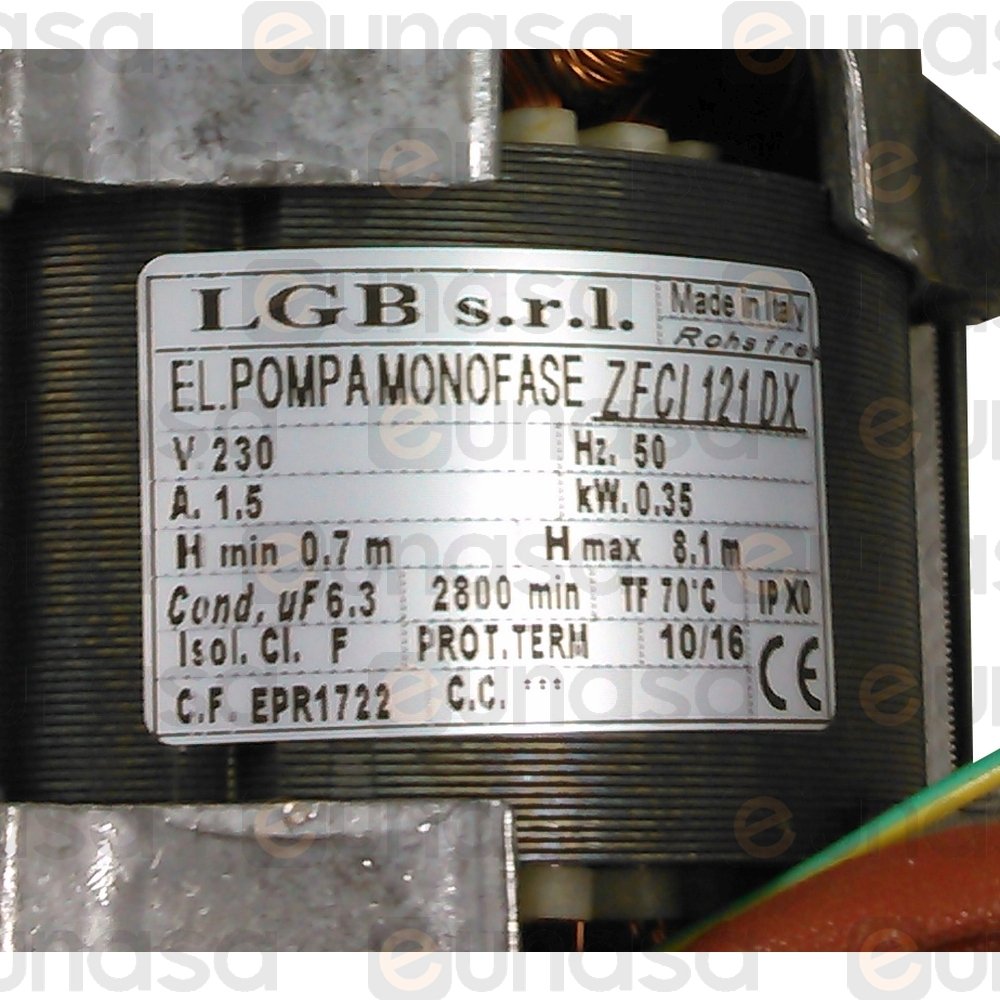 LGB s.r.l. Made in Italy
Rohs free
EL.POMPA MONOFASE ZFCI 121 DX
V. 230 Hz. 50
A. 1.5 kW. 0.35
H min 0.7 m H max 8.1 m
Cond. uF 6.3 2800 min TF 70°C IP X0
Isol. Cl. F PROT.TERM 10/16 CE
C.F. EPR1722 C.C. ***
eunasa